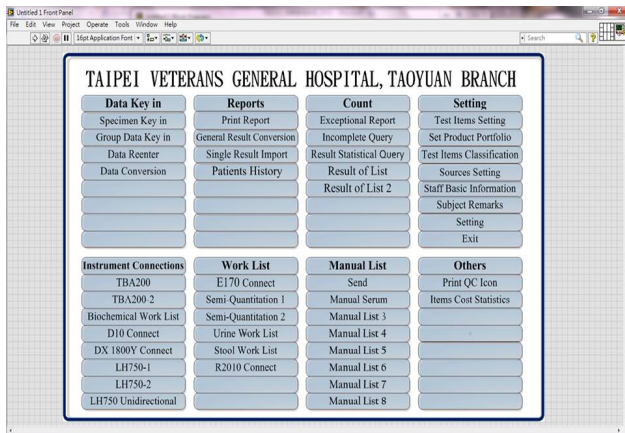 Untitled 1 Front Panel
File Edit View Project Operate Tools Window Help
16pt Application Font
Search
TAIPEI VETERANS GENERAL HOSPITAL, TAOYUAN BRANCH
Data Key in
Specimen Key in
Group Data Key in
Data Reenter
Data Conversion
Reports
Print Report
General Result Conversion
Single Result Import
Patients History
Count
Exceptional Report
Incomplete Query
Result Statistical Query
Result of List
Result of List 2
Setting
Test Items Setting
Set Product Portfolio
Test Items Classification
Sources Setting
Staff Basic Information
Subject Remarks
Setting
Exit
Instrument Connections
TBA200
TBA200-2
Biochemical Work List
D10 Connect
DX 1800Y Connect
LH750-1
LH750-2
LH750 Unidirectional
Work List
E170 Connect
Semi-Quantitation 1
Semi-Quantitation 2
Urine Work List
Stool Work List
R2010 Connect
Manual List
Send
Manual Serum
Manual List 3
Manual List 4
Manual List 5
Manual List 6
Manual List 7
Manual List 8
Others
Print QC Icon
Items Cost Statistics